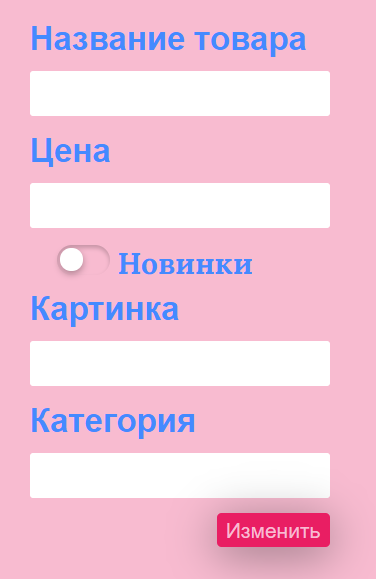 Название товара
Цена
Новинки
Картинка
Категория
Изменить